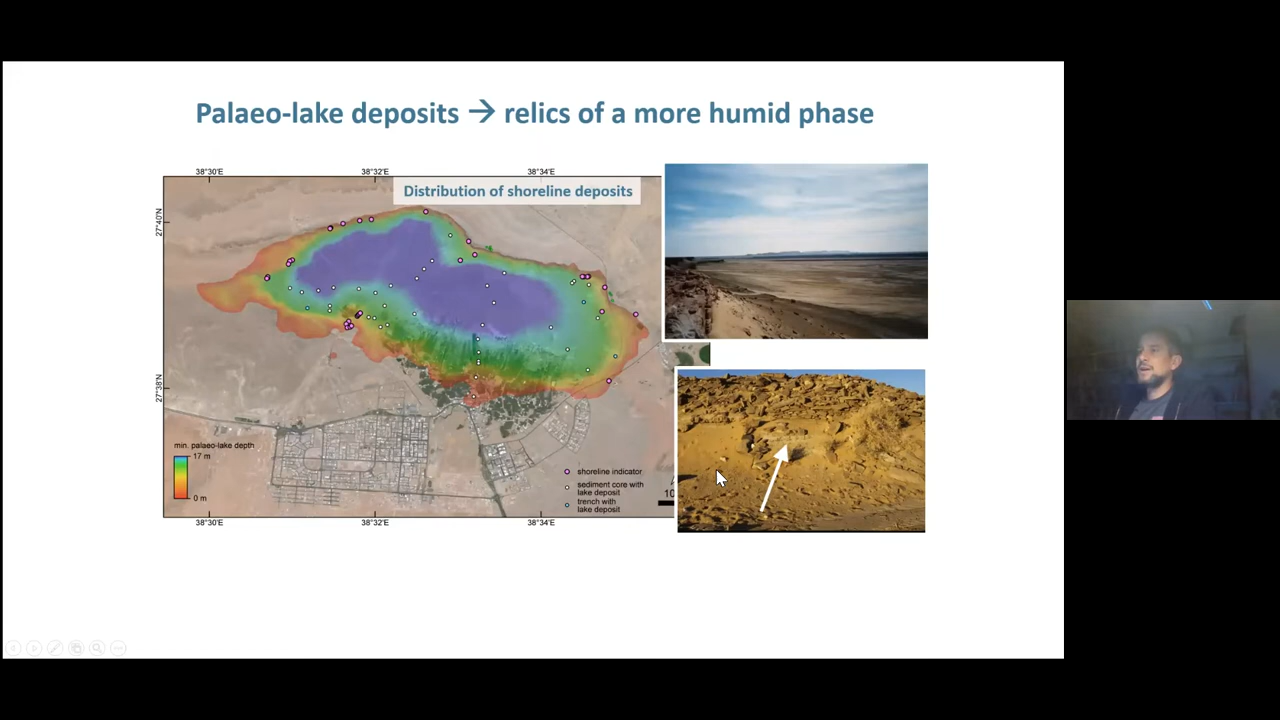 Palaeo-lake deposits → relics of a more humid phase
38°30'E
38°32'E
38°34'E
Distribution of shoreline deposits
27°40'N
27°38'N
min. palaeo-lake depth
17 m
0 m
shoreline indicator
sediment core with
lake deposit
trench with
lake deposit
10
38°30'E
38°32'E
38°34'E